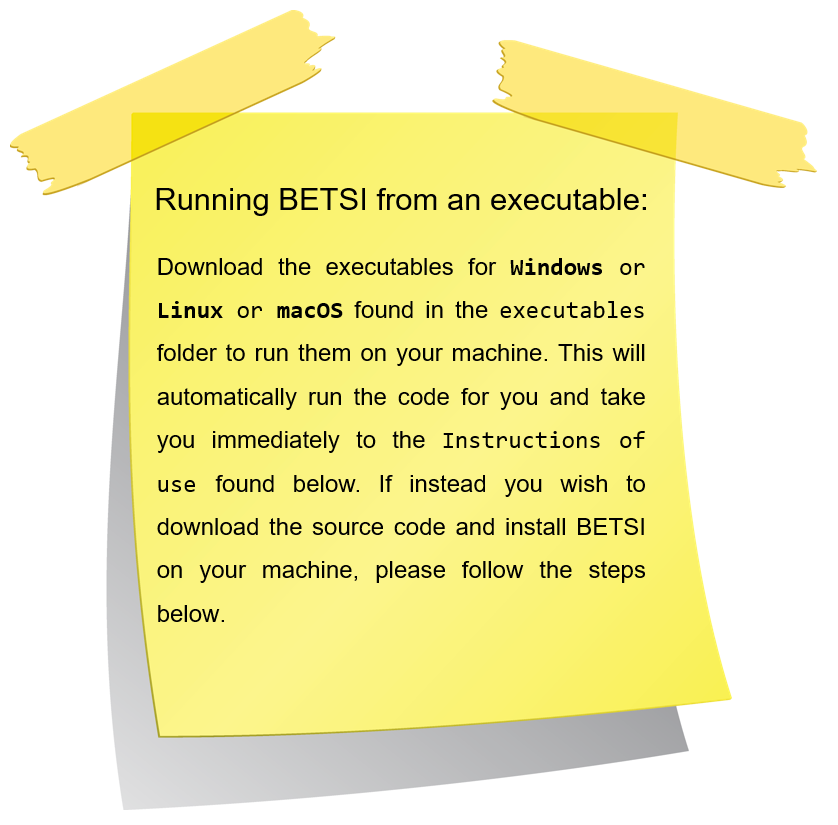 Running BETSI from an executable:
Download the executables for Windows or
Linux or macOS found in the executables
folder to run them on your machine. This will
automatically run the code for you and take
you immediately to the Instructions of
use found below. If instead you wish to
download the source code and install BETSI
on your machine, please follow the steps
below.